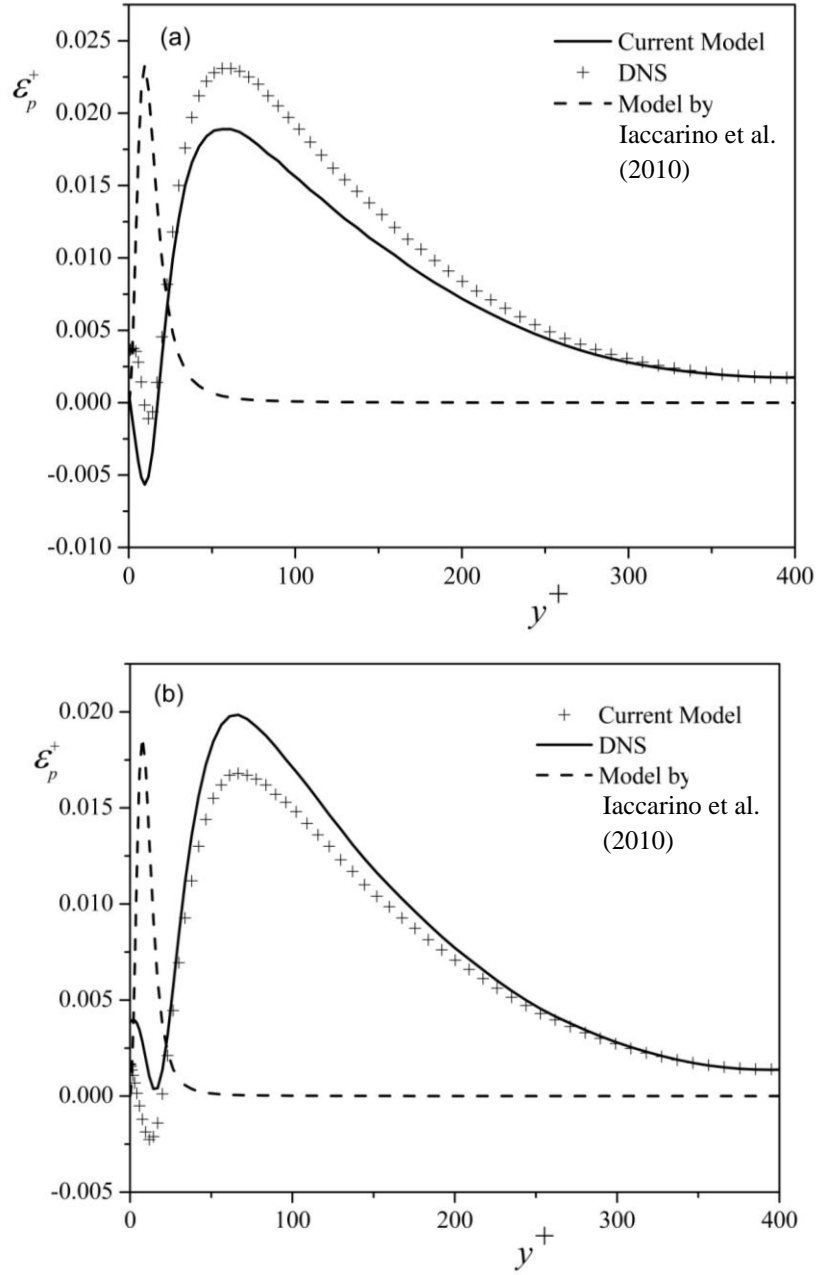 (a)
Current Model
DNS
Model by
Iaccarino et al.
(2010)
ε_p^+
0.025
0.020
0.015
0.010
0.005
0.000
-0.005
-0.010
0 100 200 300 400
y^+
(b)
Current Model
DNS
Model by
Iaccarino et al.
(2010)
ε_p^+
0.020
0.015
0.010
0.005
0.000
-0.005
0 100 200 300 400
y^+